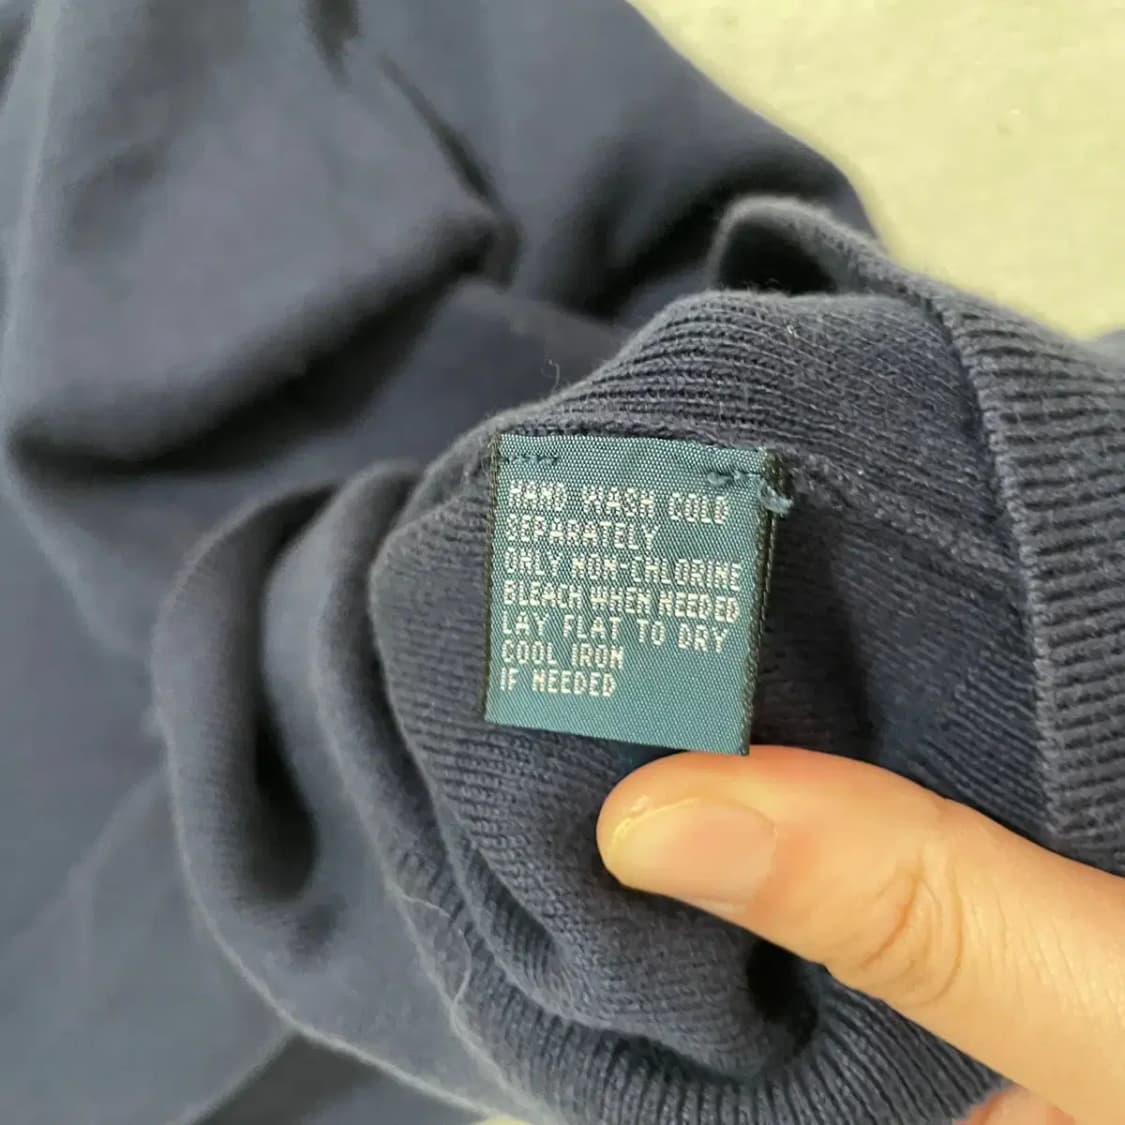 HAND WASH COLD
SEPARATELY
ONLY NON-CHLORINE
BLEACH WHEN NEEDED
LAY FLAT TO DRY
COOL IRON
IF NEEDED